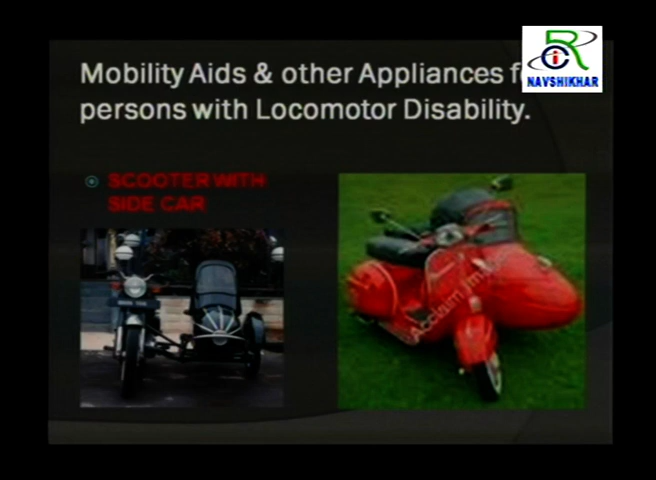 Mobility Aids & other Appliances f
persons with Locomotor Disability.
SCOOTER WITH
SIDE CAR
NAVSHIKHAR